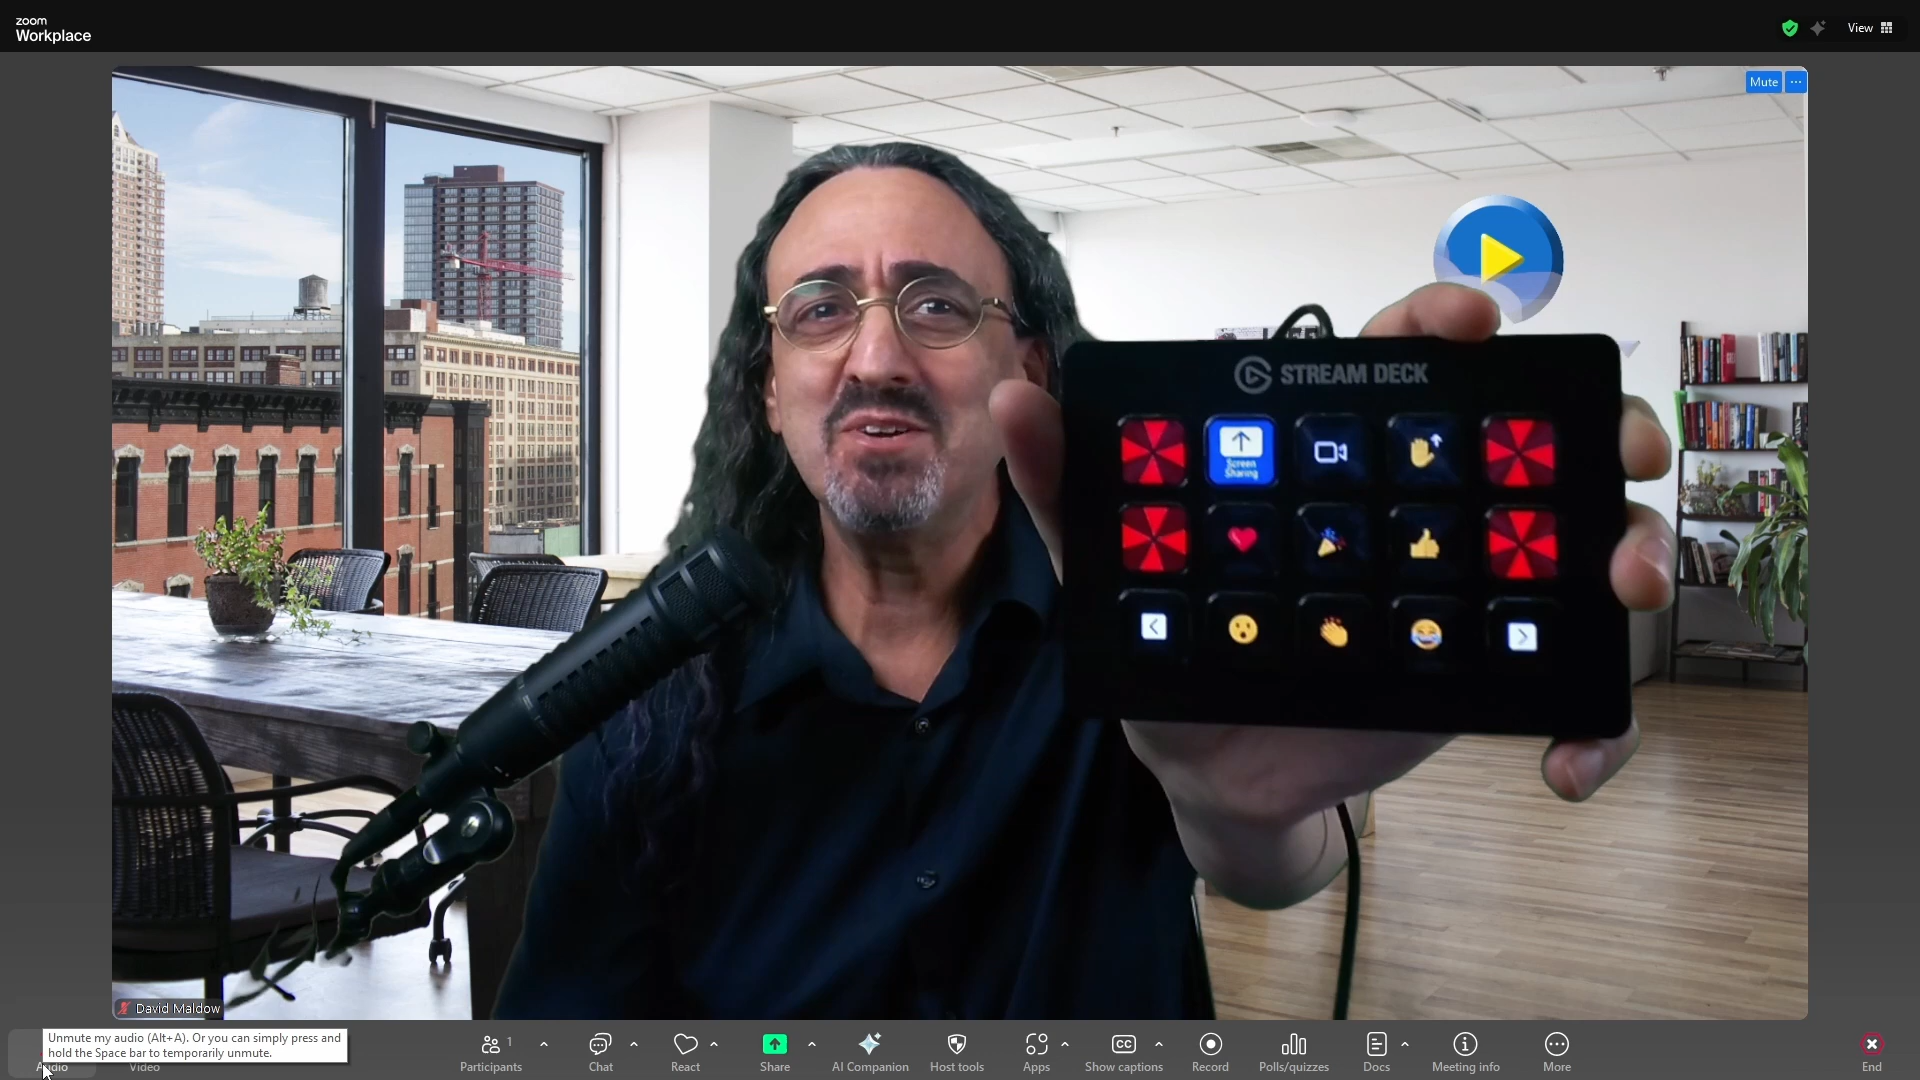 zoom
Workplace
View
Mute
STREAM DECK
Screen
Sharing
David Maldow
Unmute my audio (Alt+A). Or you can simply press and
hold the Space bar to temporarily unmute.
Audio
Video
1
Participants
Chat
React
Share
AI Companion
Host tools
Apps
CC
Show captions
Record
Polls/quizzes
Docs
Meeting info
More
End